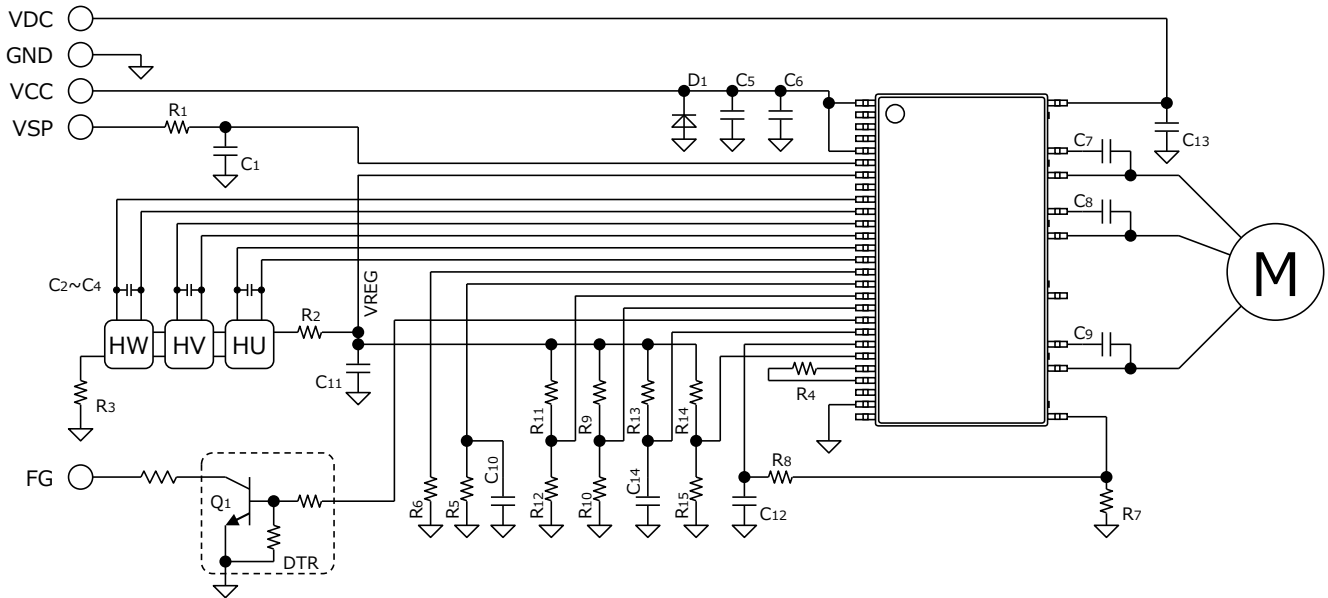 VDC
GND
VCC
VSP
R1
C1
D1
C5
C6
C7
C13
C8
C9
M
C2~C4
VREG
HW
HV
HU
R2
R3
C11
R11
R9
R13
R14
R4
FG
Q1
DTR
R6
R5
C10
R12
R10
C14
R15
R8
C12
R7